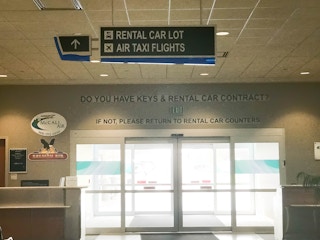 RENTAL CAR LOT
AIR TAXI FLIGHTS
DO YOU HAVE KEYS & RENTAL CAR CONTRACT?
IF NOT, PLEASE RETURN TO RENTAL CAR COUNTERS
McCALL